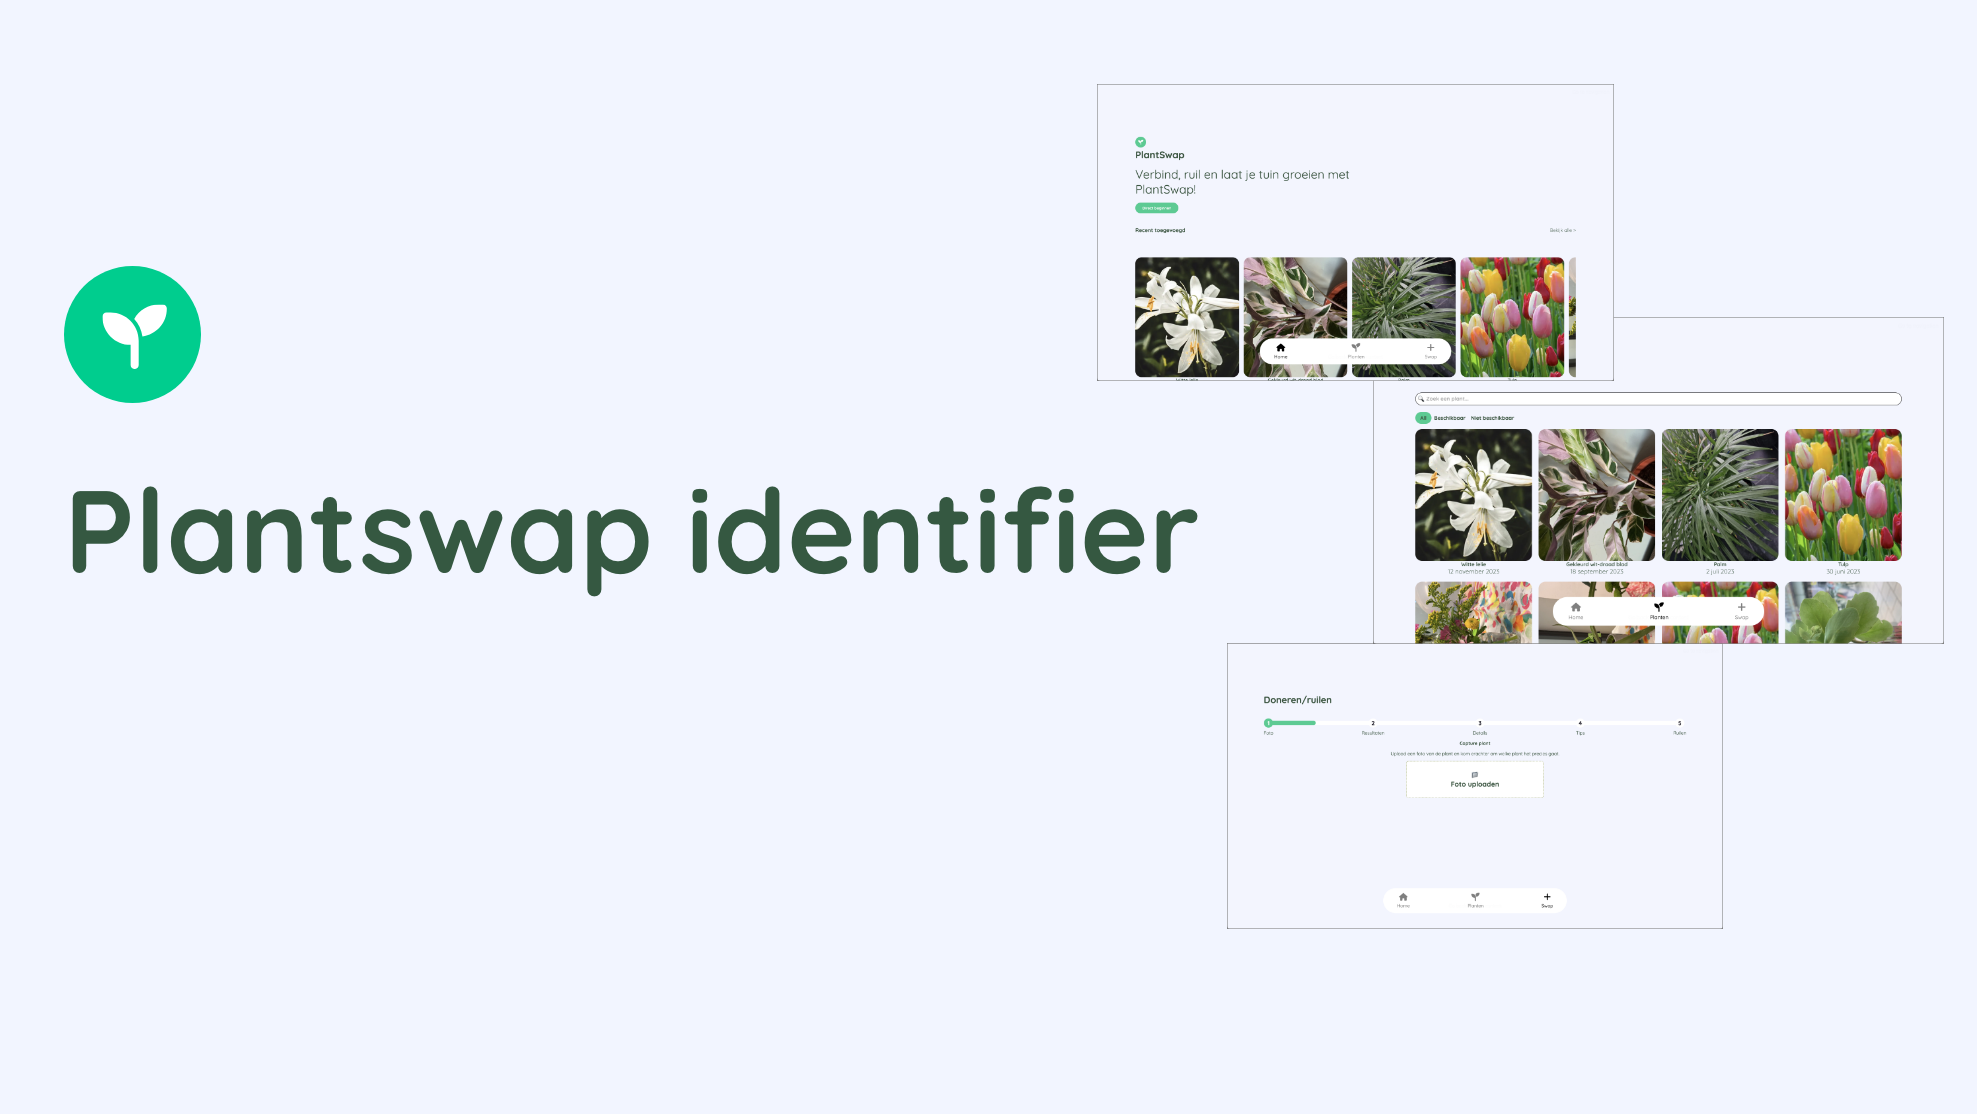 Plantswap identifier
PlantSwap
Verbind, ruil en laat je tuin groeien met
PlantSwap!
Recent toegevoegd
Bekijk alle >
Home
Planten
Swap
Zoek een plant...
All
Beschikbaar
Niet beschikbaar
Witte lelie
12 november 2023
Gekleurd wit-draad blad
18 september 2023
Palm
2 juli 2023
Tulp
30 juni 2023
Home
Planten
Swap
Doneren/ruilen
1
2
3
4
5
Foto
Resultaten
Details
Tips
Ruilen
Capture plant
Upload een foto van de plant en kom erachter om welke plant het precies gaat
Foto uploaden
Home
Planten
Swap